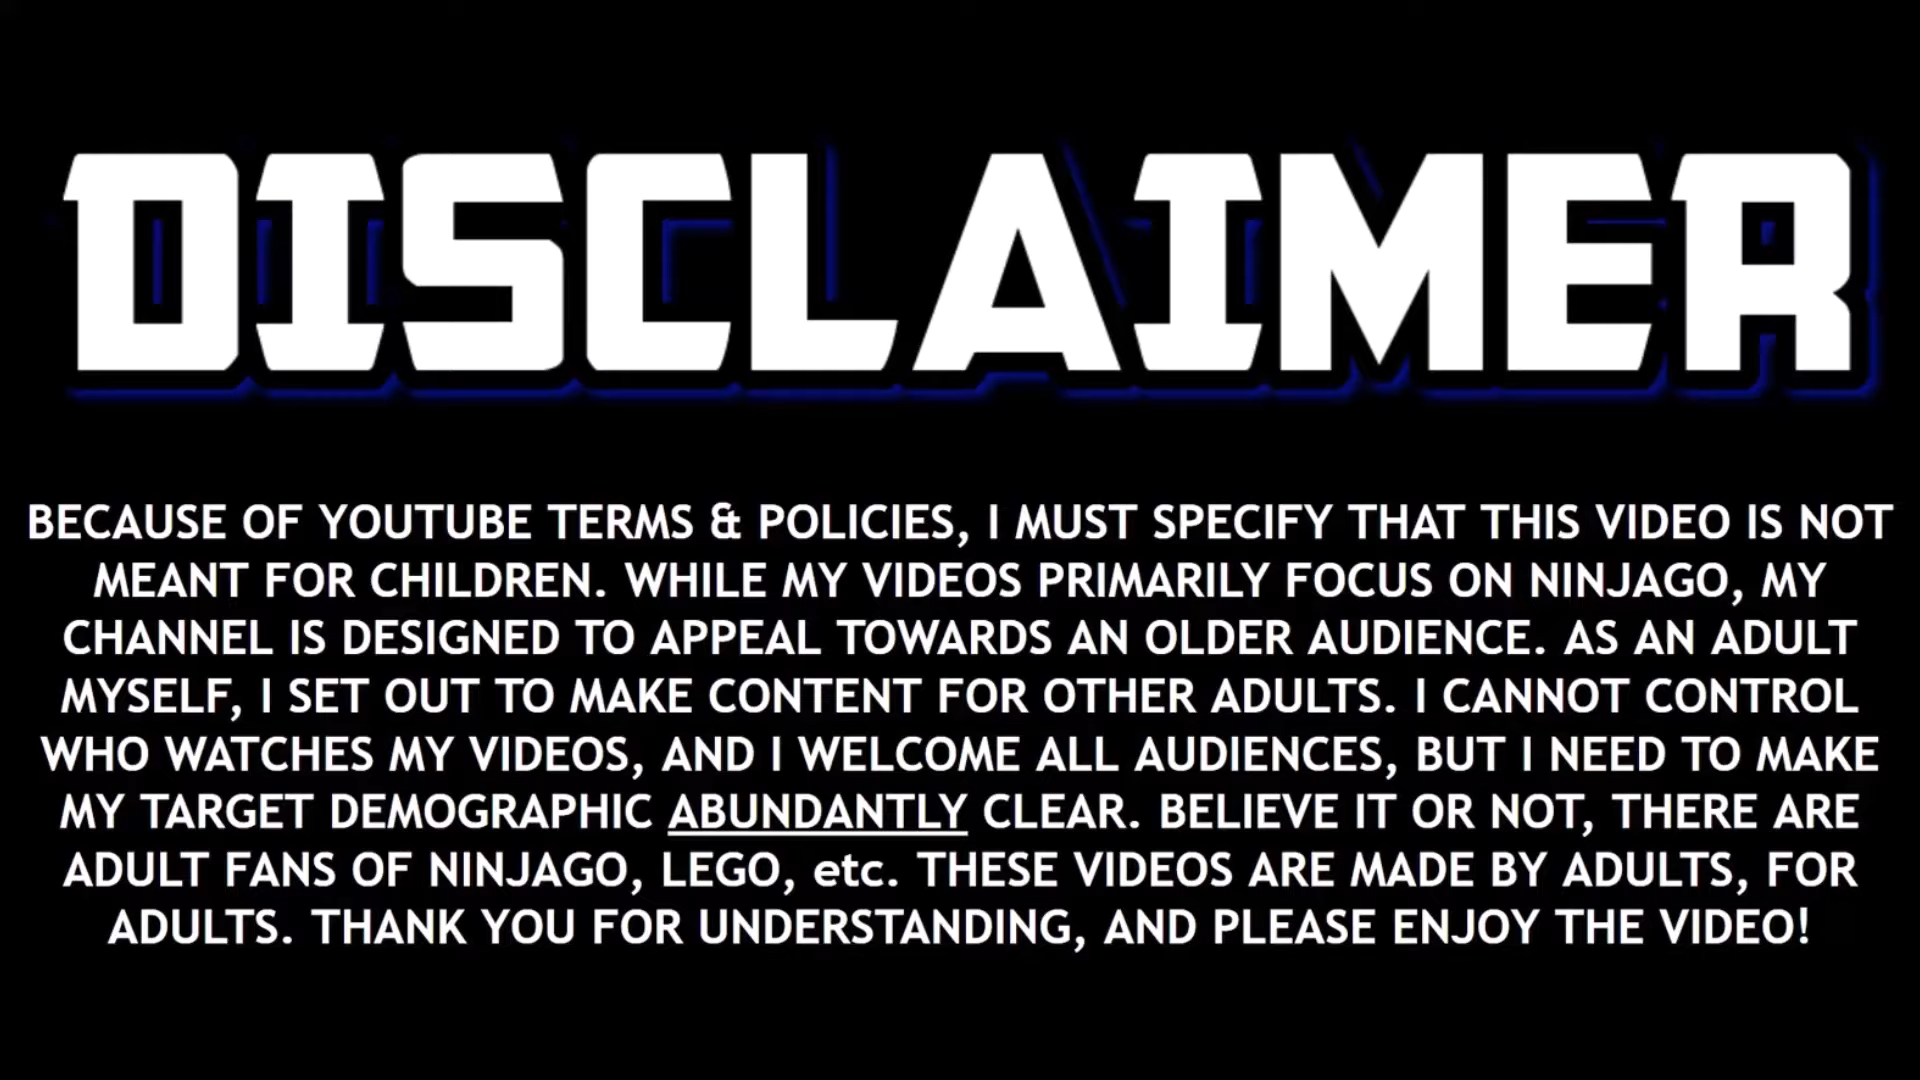 DISCLAIMER
BECAUSE OF YOUTUBE TERMS & POLICIES, I MUST SPECIFY THAT THIS VIDEO IS NOT
MEANT FOR CHILDREN. WHILE MY VIDEOS PRIMARILY FOCUS ON NINJAGO, MY
CHANNEL IS DESIGNED TO APPEAL TOWARDS AN OLDER AUDIENCE. AS AN ADULT
MYSELF, I SET OUT TO MAKE CONTENT FOR OTHER ADULTS. I CANNOT CONTROL
WHO WATCHES MY VIDEOS, AND I WELCOME ALL AUDIENCES, BUT I NEED TO MAKE
MY TARGET DEMOGRAPHIC ABUNDANTLY CLEAR. BELIEVE IT OR NOT, THERE ARE
ADULT FANS OF NINJAGO, LEGO, etc. THESE VIDEOS ARE MADE BY ADULTS, FOR
ADULTS. THANK YOU FOR UNDERSTANDING, AND PLEASE ENJOY THE VIDEO!